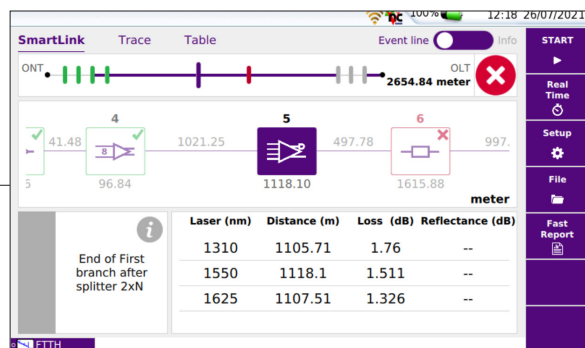 100% 12:18 26/07/2021
SmartLink Trace Table Event line Info START
ONT OLT
2654.84 meter
Real
Time
4 5 6
41.48 8 1021.25 497.78 997.
Setup
96.84 1118.10 1615.88
meter
File
Laser (nm) Distance (m) Loss (dB) Reflectance (dB)
Fast
Report
i
End of First
branch after
splitter 2xN
1310 1105.71 1.76 --
1550 1118.1 1.511 --
1625 1107.51 1.326 --
FTTH